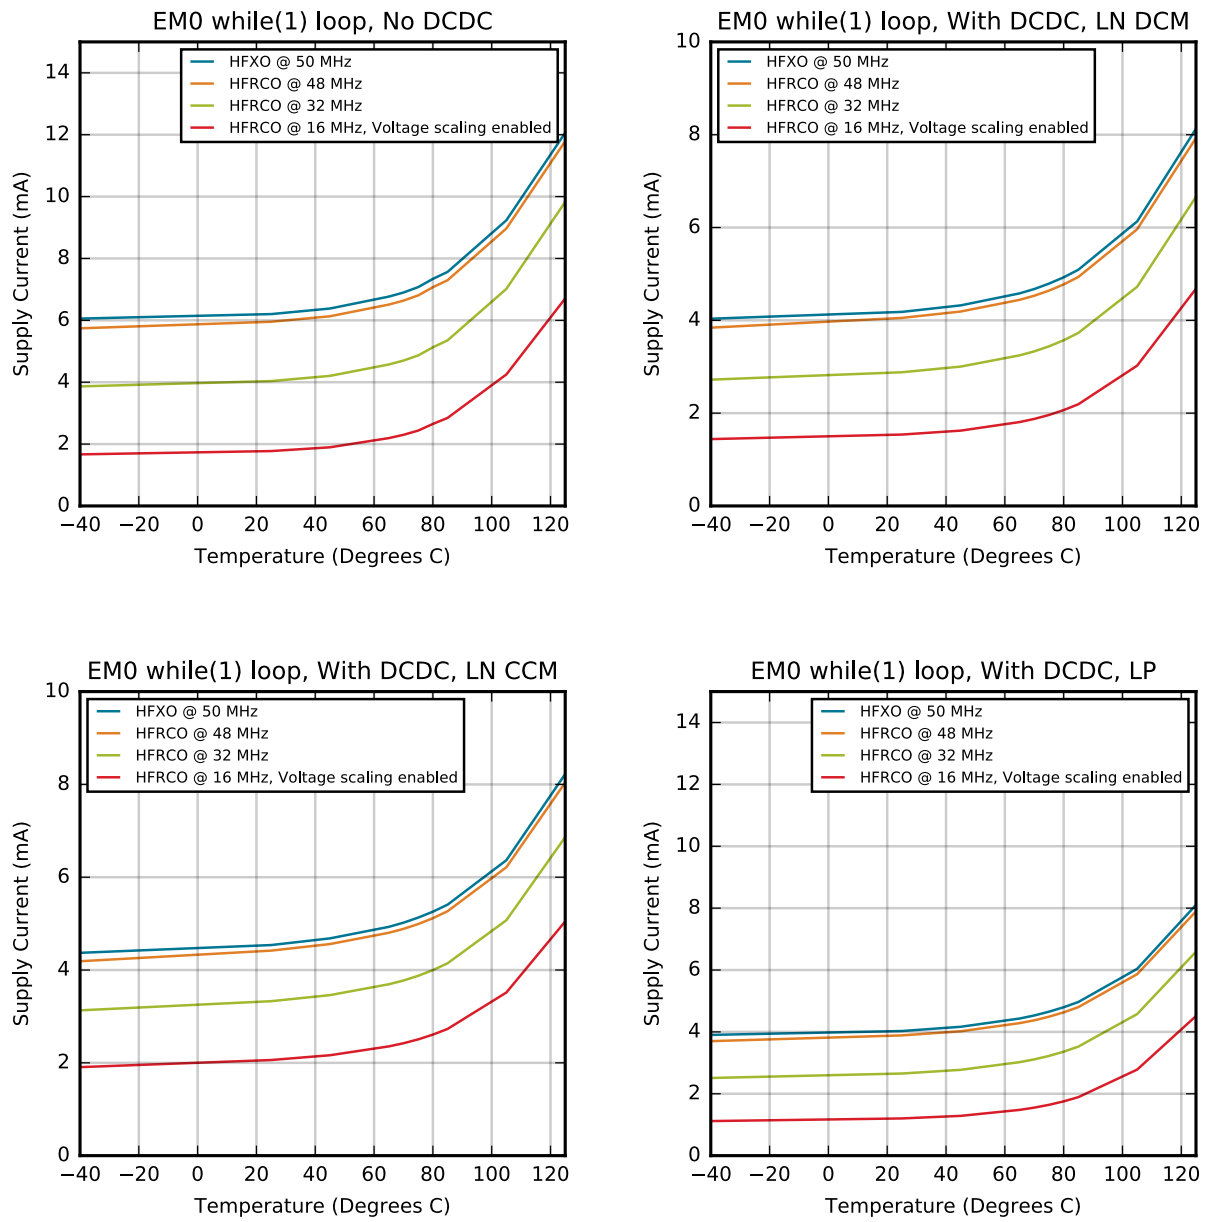 EM0 while(1) loop, No DCDC
HFXO @ 50 MHz
HFRCO @ 48 MHz
HFRCO @ 32 MHz
HFRCO @ 16 MHz, Voltage scaling enabled
Supply Current (mA)
14
12
10
8
6
4
2
0
−40 −20 0 20 40 60 80 100 120
Temperature (Degrees C)
EM0 while(1) loop, With DCDC, LN DCM
HFXO @ 50 MHz
HFRCO @ 48 MHz
HFRCO @ 32 MHz
HFRCO @ 16 MHz, Voltage scaling enabled
Supply Current (mA)
10
8
6
4
2
0
−40 −20 0 20 40 60 80 100 120
Temperature (Degrees C)
EM0 while(1) loop, With DCDC, LN CCM
HFXO @ 50 MHz
HFRCO @ 48 MHz
HFRCO @ 32 MHz
HFRCO @ 16 MHz, Voltage scaling enabled
Supply Current (mA)
10
8
6
4
2
0
−40 −20 0 20 40 60 80 100 120
Temperature (Degrees C)
EM0 while(1) loop, With DCDC, LP
HFXO @ 50 MHz
HFRCO @ 48 MHz
HFRCO @ 32 MHz
HFRCO @ 16 MHz, Voltage scaling enabled
Supply Current (mA)
14
12
10
8
6
4
2
0
−40 −20 0 20 40 60 80 100 120
Temperature (Degrees C)